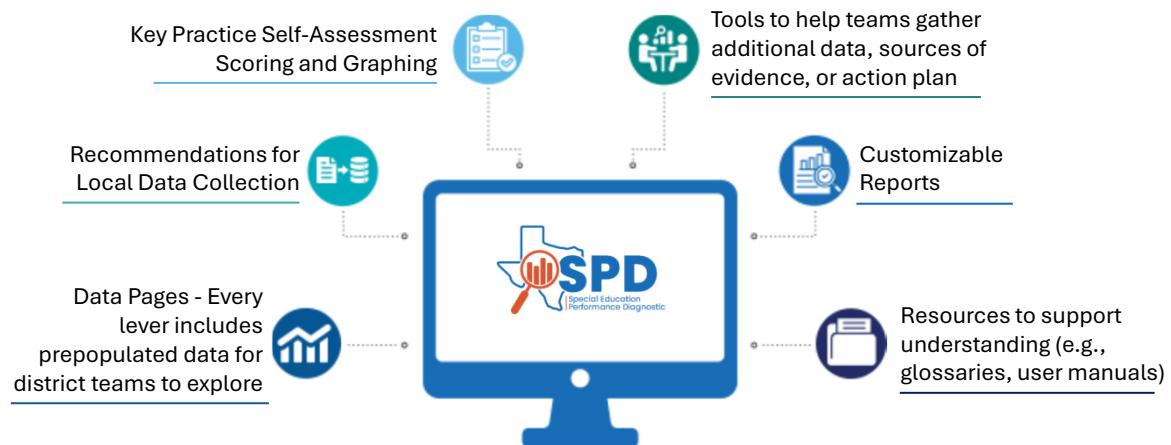 Key Practice Self-Assessment
Scoring and Graphing
Tools to help teams gather
additional data, sources of
evidence, or action plan
Recommendations for
Local Data Collection
Customizable
Reports
SPD
Special Education
Performance Diagnostic
Data Pages - Every
lever includes
prepopulated data for
district teams to explore
Resources to support
understanding (e.g.,
glossaries, user manuals)